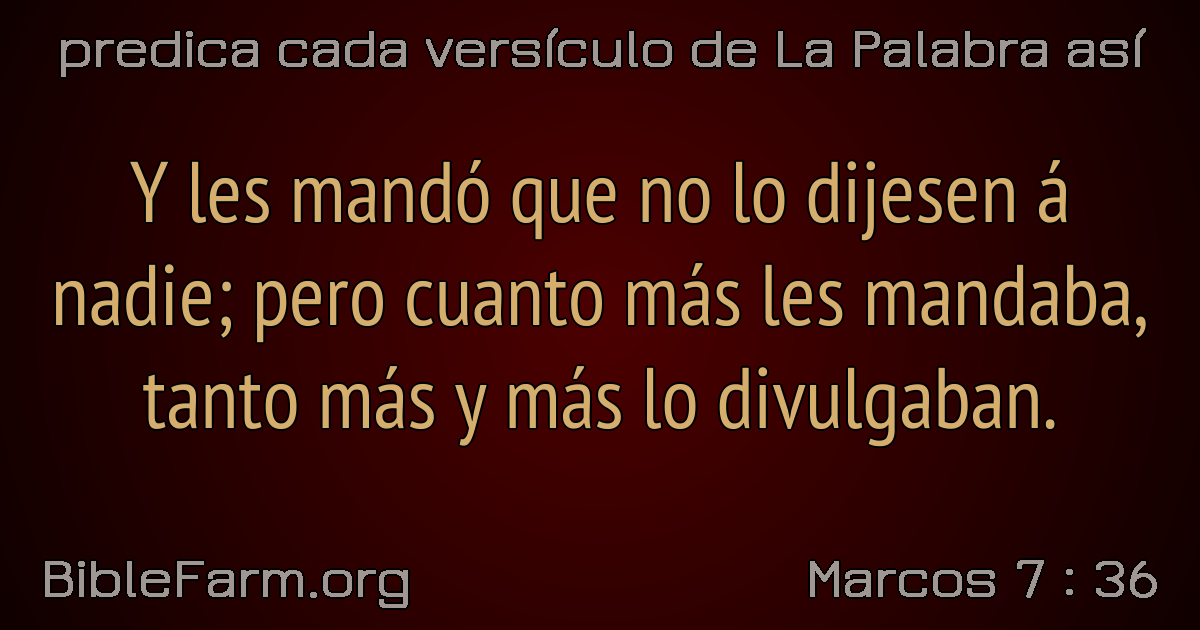 predica cada versículo de La Palabra así
Y les mandó que no lo dijesen á
nadie; pero cuanto más les mandaba,
tanto más y más lo divulgaban.
BibleFarm.org
Marcos 7 : 36